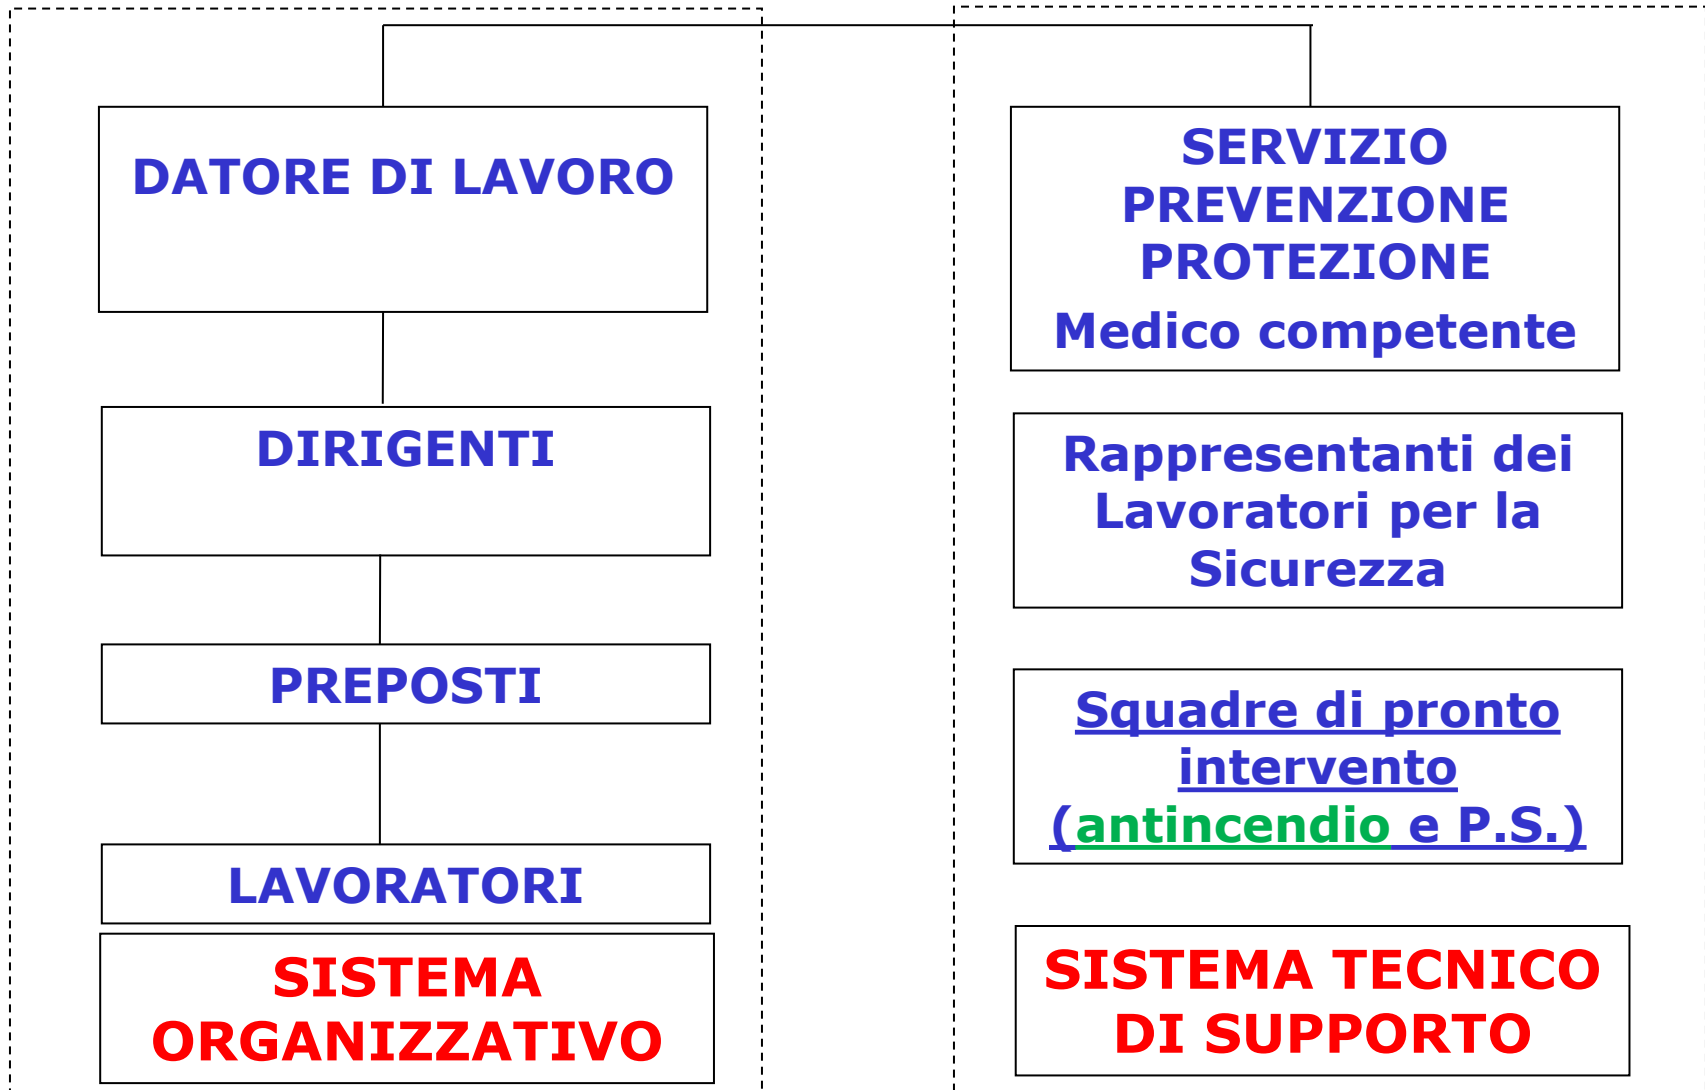 DATORE DI LAVORO
DIRIGENTI
PREPOSTI
LAVORATORI
SISTEMA
ORGANIZZATIVO
SERVIZIO
PREVENZIONE
PROTEZIONE
Medico competente
Rappresentanti dei
Lavoratori per la
Sicurezza
Squadre di pronto
intervento
(antincendio e P.S.)
SISTEMA TECNICO
DI SUPPORTO